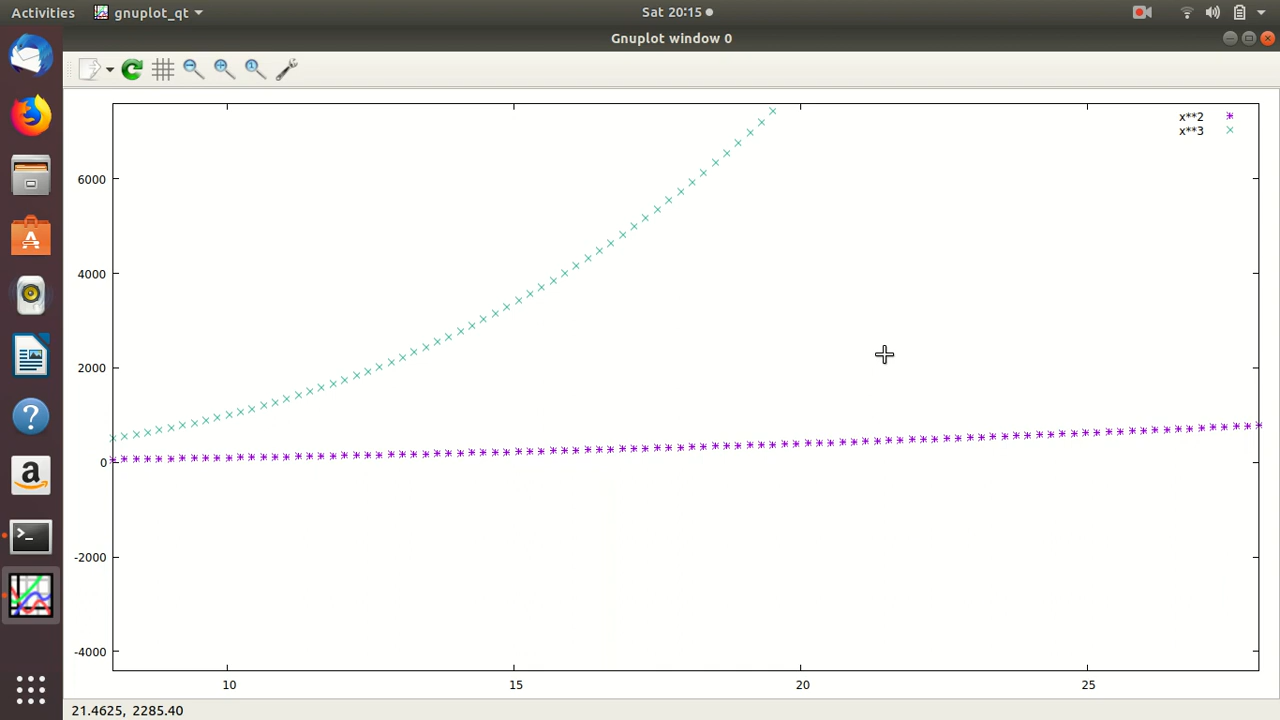 Activities gnuplot_qt Sat 20:15
Gnuplot window 0
x**2
x**3
6000
4000
2000
0
-2000
-4000
10 15 20 25
21.4625, 2285.40